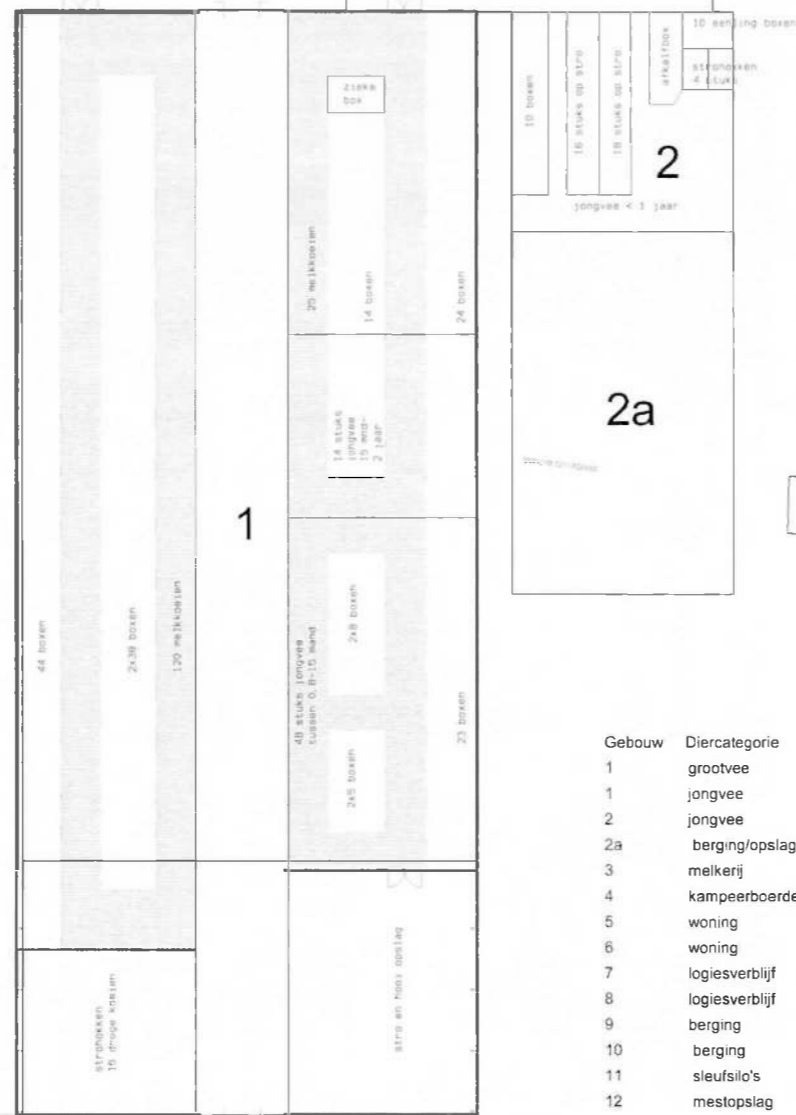 10 eenling boxen
strohokken
4 stuks
afkalfbox
18 stuks op stro
16 stuks op stro
10 boxen
2
jongvee < 1 jaar
2a
zieke
box
20 melkkoeien
14 boxen
24 boxen
14 stuks
jongvee
15 mnd-
2 jaar
1
44 boxen
2x38 boxen
120 melkkoeien
48 stuks jongvee
tussen 0.8-15 mand
2x8 boxen
2x5 boxen
23 boxen
strohokken
16 droge koeien
stro en hooi opslag
Gebouw Diercategorie
1 grootvee
1 jongvee
2 jongvee
2a berging/opslag
3 melkerij
4 kampeerboerde
5 woning
6 woning
7 logiesverblijf
8 logiesverblijf
9 berging
10 berging
11 sleufsilo's
12 mestopslag